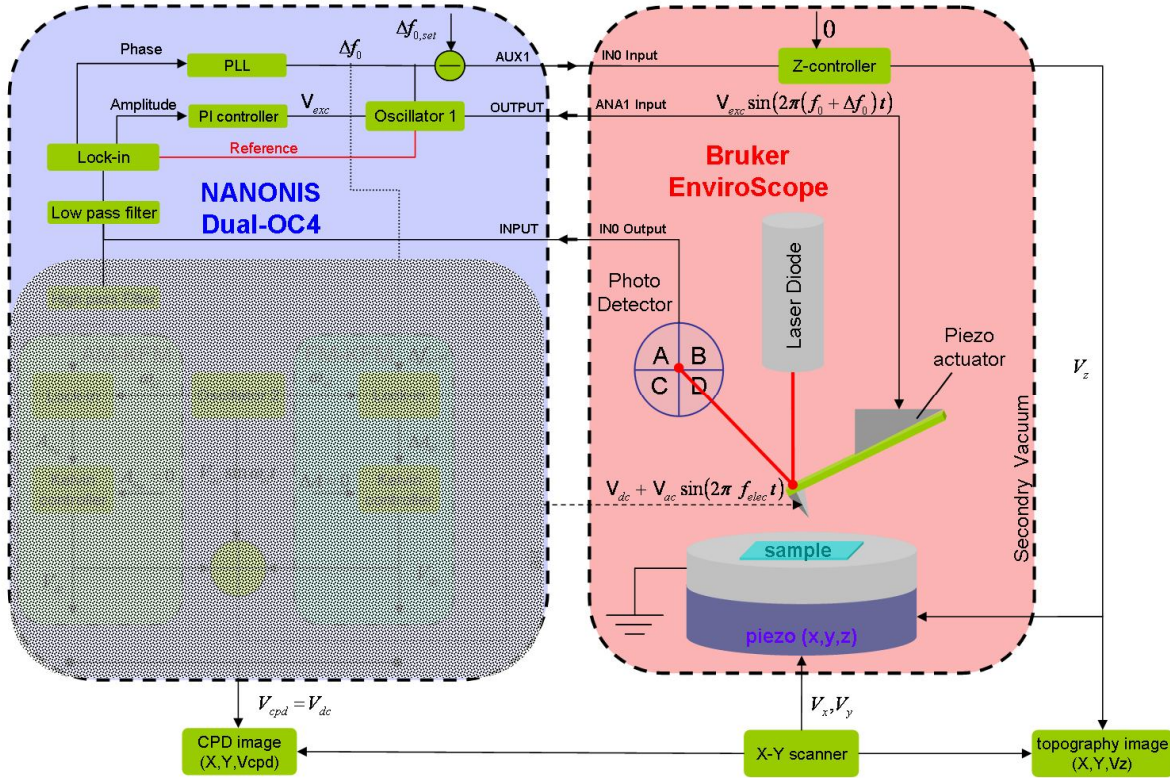 Δf0,set
0
Phase
PLL
Δf0
AUX1
IN0 Input
Z-controller
Amplitude
PI controller
Vexc
Oscillator 1
OUTPUT
ANA1 Input
Vexc sin(2π(f0 + Δf0)t)
Lock-in
Reference
NANONIS
Dual-OC4
Bruker
EnviroScope
Low pass filter
INPUT
IN0 Output
High pass Filter
Photo
Detector
Laser Diode
A
B
C
D
Piezo
actuator
Vz
Vdc + Vac sin(2π felec t)
sample
piezo (x,y,z)
Secondry Vacuum
Vcpd = Vdc
Vx,Vy
CPD image
(X,Y,Vcpd)
X-Y scanner
topography image
(X,Y,Vz)